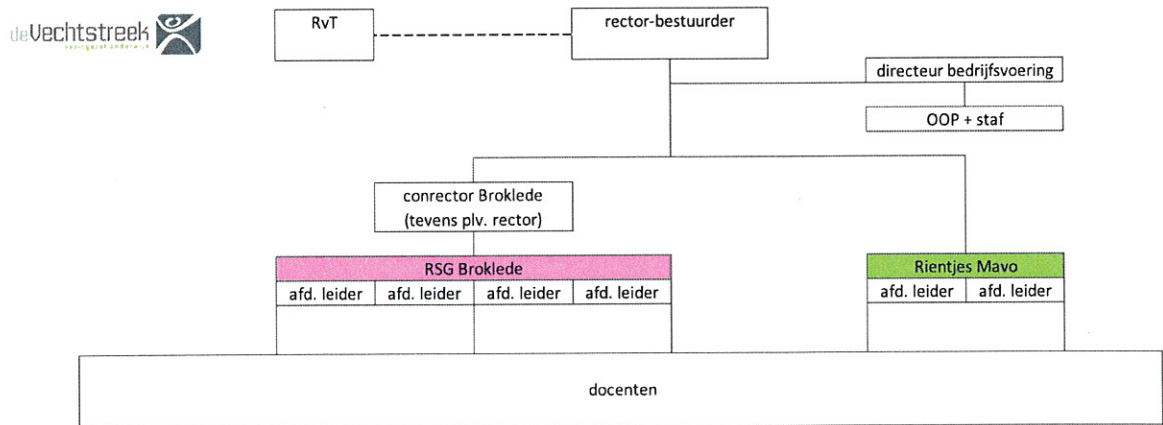 deVechtstreek
voortgezet onderwijs
RvT
rector-bestuurder
directeur bedrijfsvoering
OOP + staf
conrector Broklede
(tevens plv. rector)
RSG Broklede
afd. leider afd. leider afd. leider afd. leider
Rientjes Mavo
afd. leider afd. leider
docenten